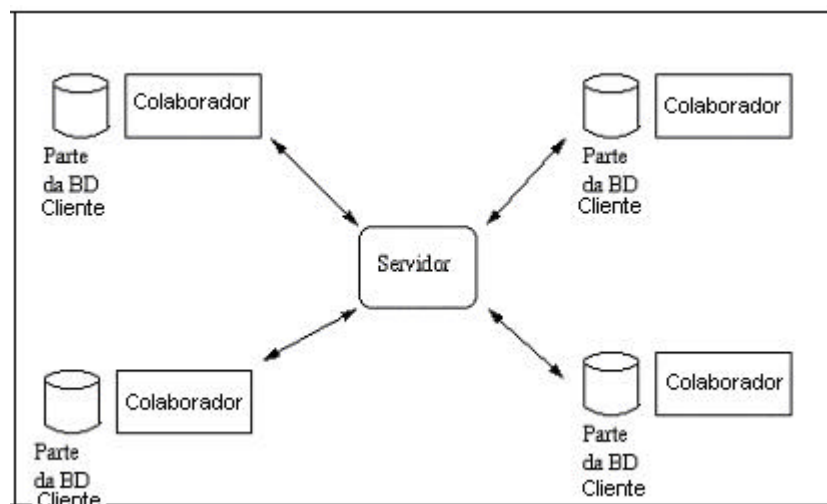 Colaborador
Parte
da BD
Cliente
Colaborador
Parte
da BD
Cliente
Servidor
Colaborador
Parte
da BD
Cliente
Colaborador
Parte
da BD
Cliente